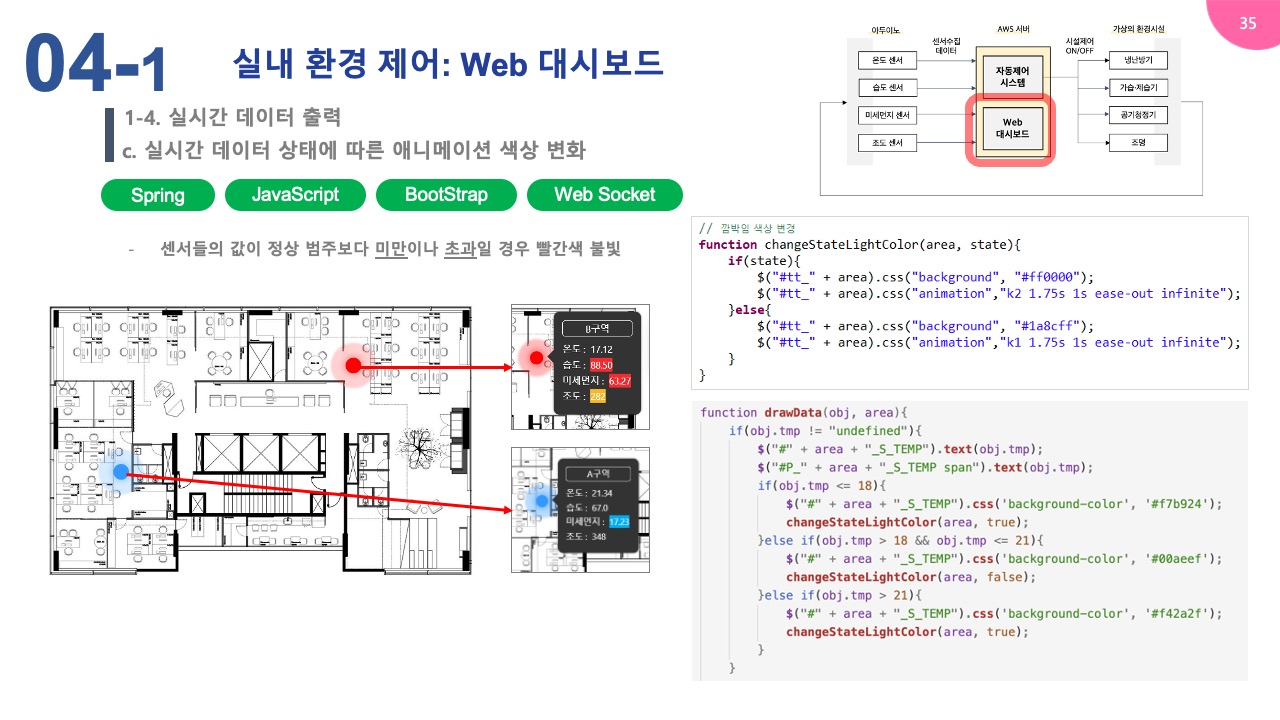 35
04-1 실내 환경 제어: Web 대시보드
1-4. 실시간 데이터 출력
c. 실시간 데이터 상태에 따른 애니메이션 색상 변화
Spring JavaScript BootStrap Web Socket
- 센서들의 값이 정상 범주보다 미만이나 초과일 경우 빨간색 불빛
아두이노
센서수집
데이터
AWS 서버
시설제어
ON/OFF
가상의 환경시설
온도 센서
습도 센서
미세먼지 센서
조도 센서
자동제어
시스템
Web
대시보드
냉난방기
가습·제습기
공기청정기
조명
B구역
온도 : 17.12
습도 : 88.50
미세먼지 : 63.27
조도 : 282
A구역
온도 : 21.34
습도 : 67.0
미세먼지 : 17.23
조도 : 348
// 깜박임 색상 변경
function changeStateLightColor(area, state){
if(state){
$("#tt_" + area).css("background", "#ff0000");
$("#tt_" + area).css("animation","k2 1.75s 1s ease-out infinite");
}else{
$("#tt_" + area).css("background", "#1a8cff");
$("#tt_" + area).css("animation","k1 1.75s 1s ease-out infinite");
}
}
function drawData(obj, area){
if(obj.tmp != "undefined"){
$("#" + area + "_S_TEMP").text(obj.tmp);
$("#P_" + area + "_S_TEMP span").text(obj.tmp);
if(obj.tmp <= 18){
$("#" + area + "_S_TEMP").css('background-color', '#f7b924');
changeStateLightColor(area, true);
}else if(obj.tmp > 18 && obj.tmp <= 21){
$("#" + area + "_S_TEMP").css('background-color', '#00aeef');
changeStateLightColor(area, false);
}else if(obj.tmp > 21){
$("#" + area + "_S_TEMP").css('background-color', '#f42a2f');
changeStateLightColor(area, true);
}
}